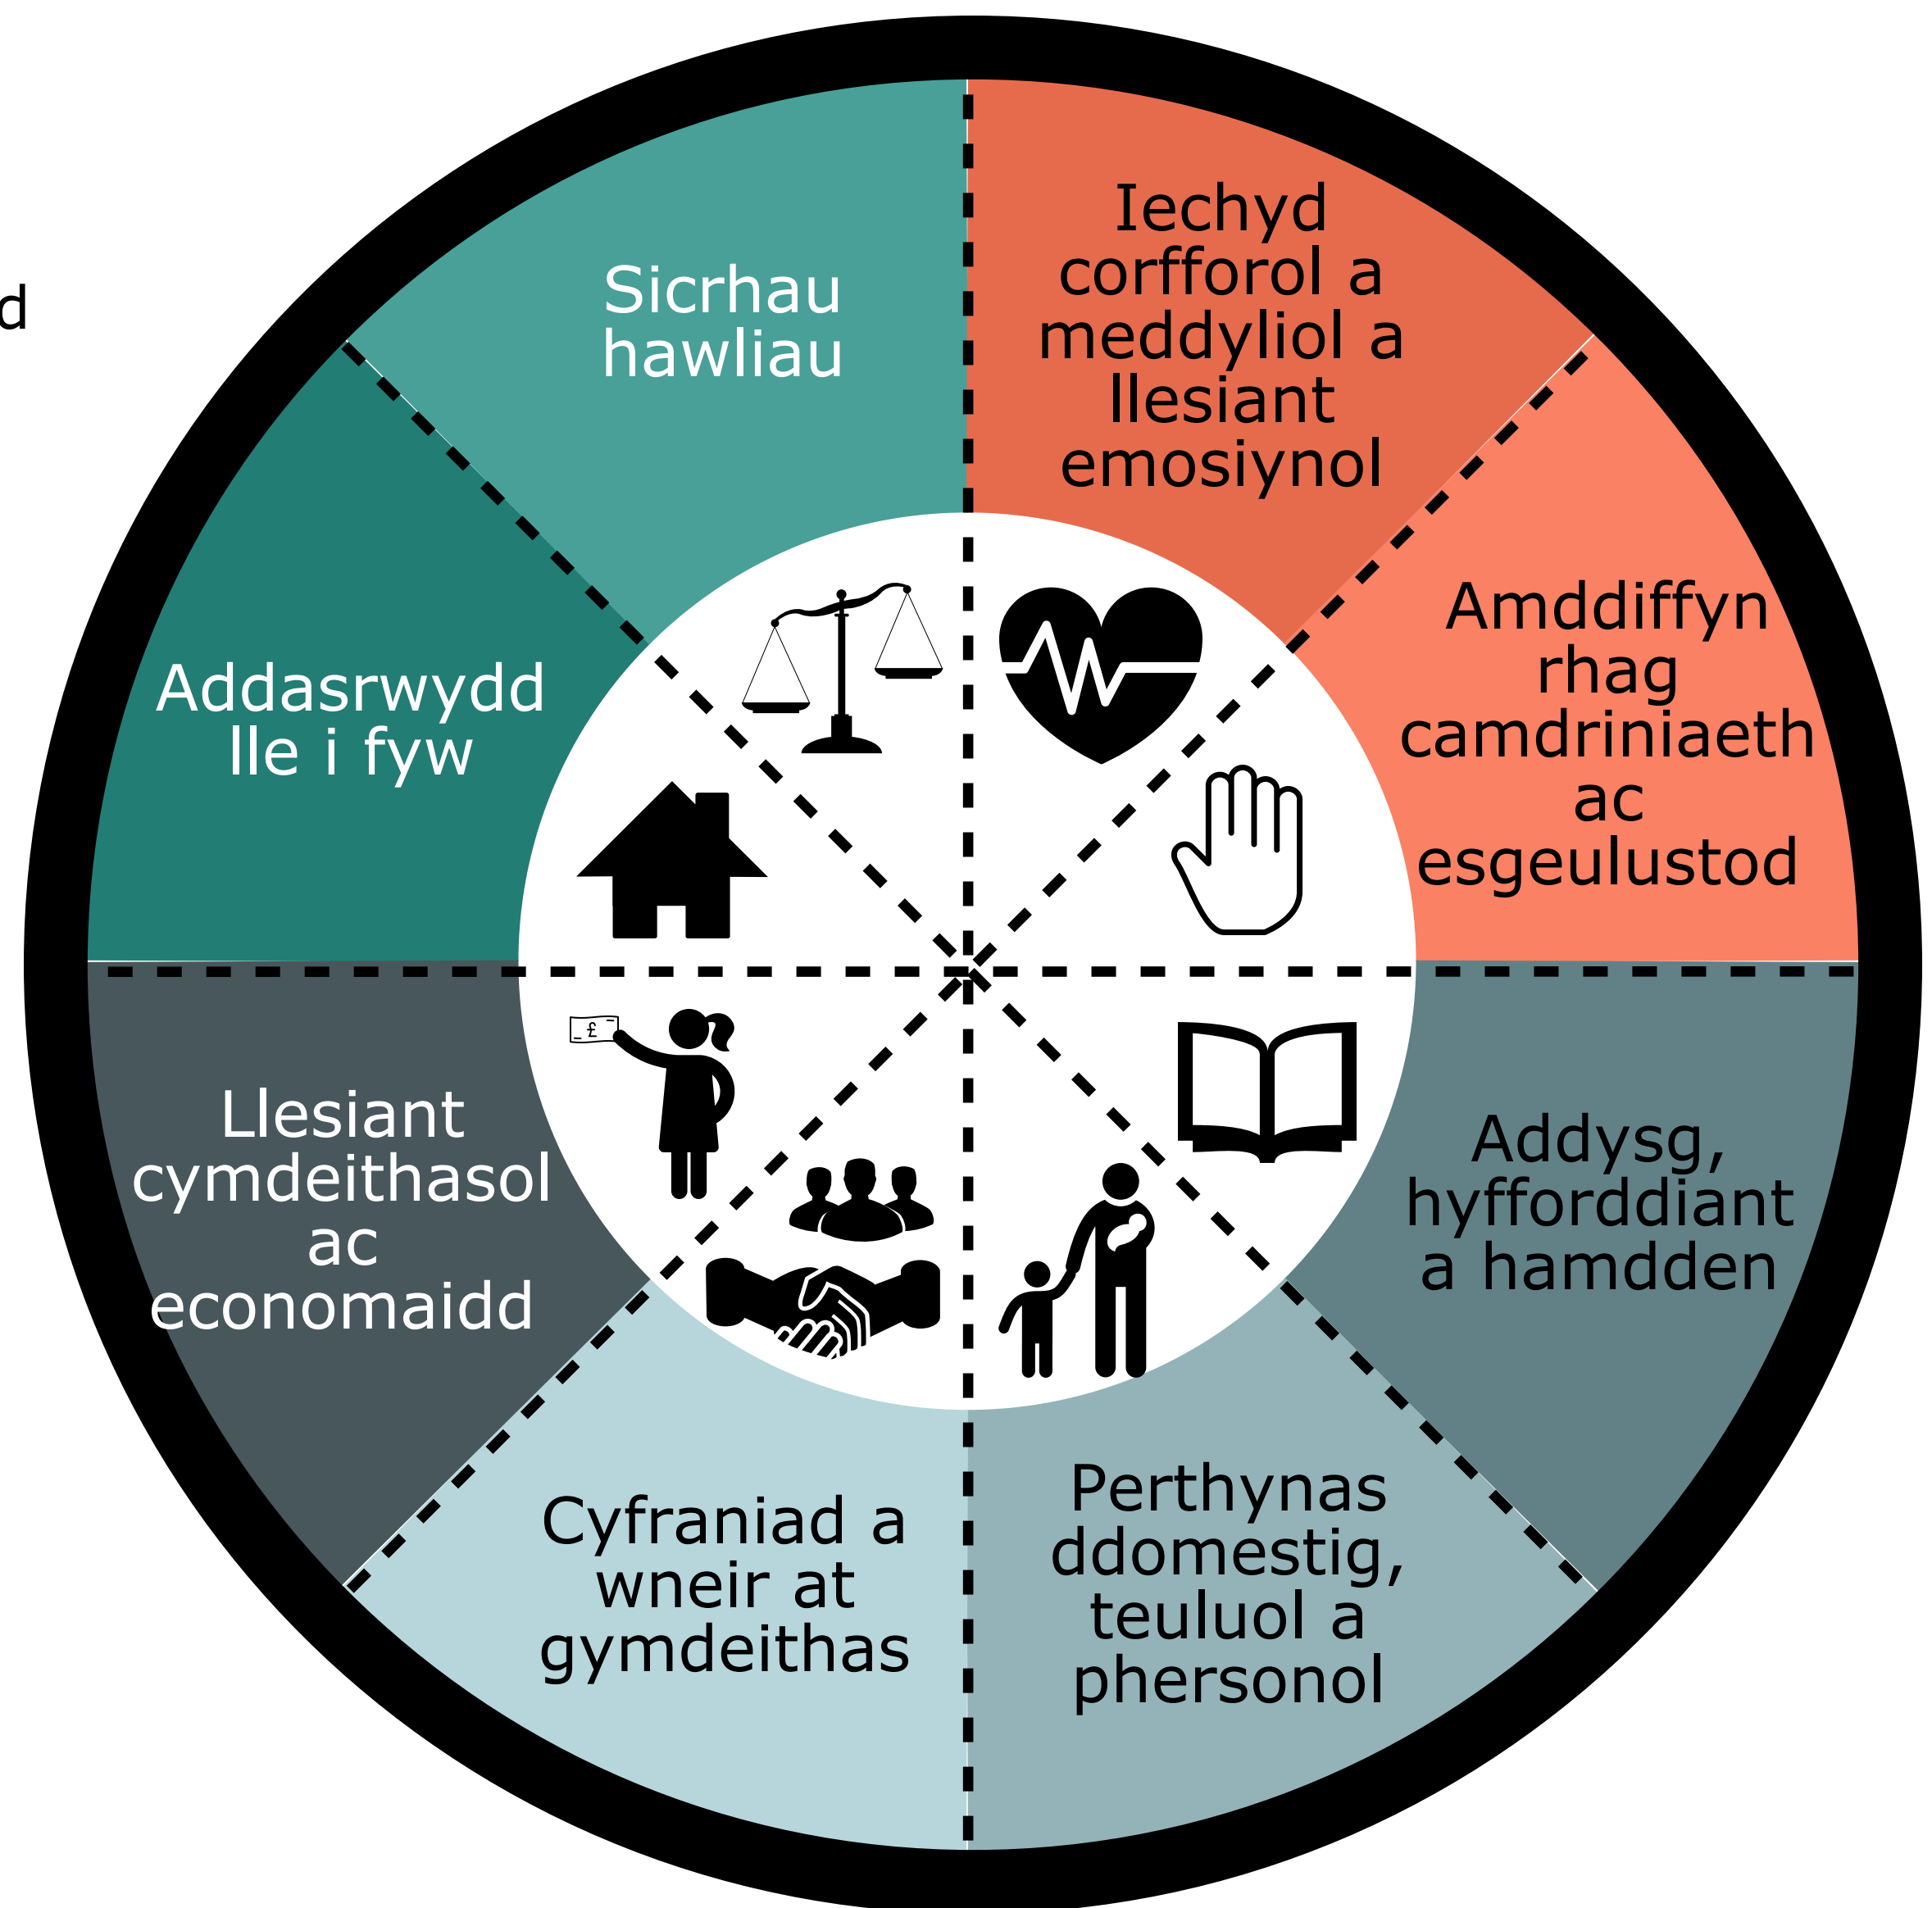 d
Sicrhau
hawliau
Iechyd
corfforol a
meddyliol a
llesiant
emosiynol
Amddiffyn
rhag
camdriniaeth
ac
esgeulustod
Addysg,
hyfforddiant
a hamdden
Perthynas
ddomestig,
teuluol a
phersonol
Cyfraniad a
wneir at
gymdeithas
Llesiant
cymdeithasol
ac
economaidd
Addasrwydd
lle i fyw
£